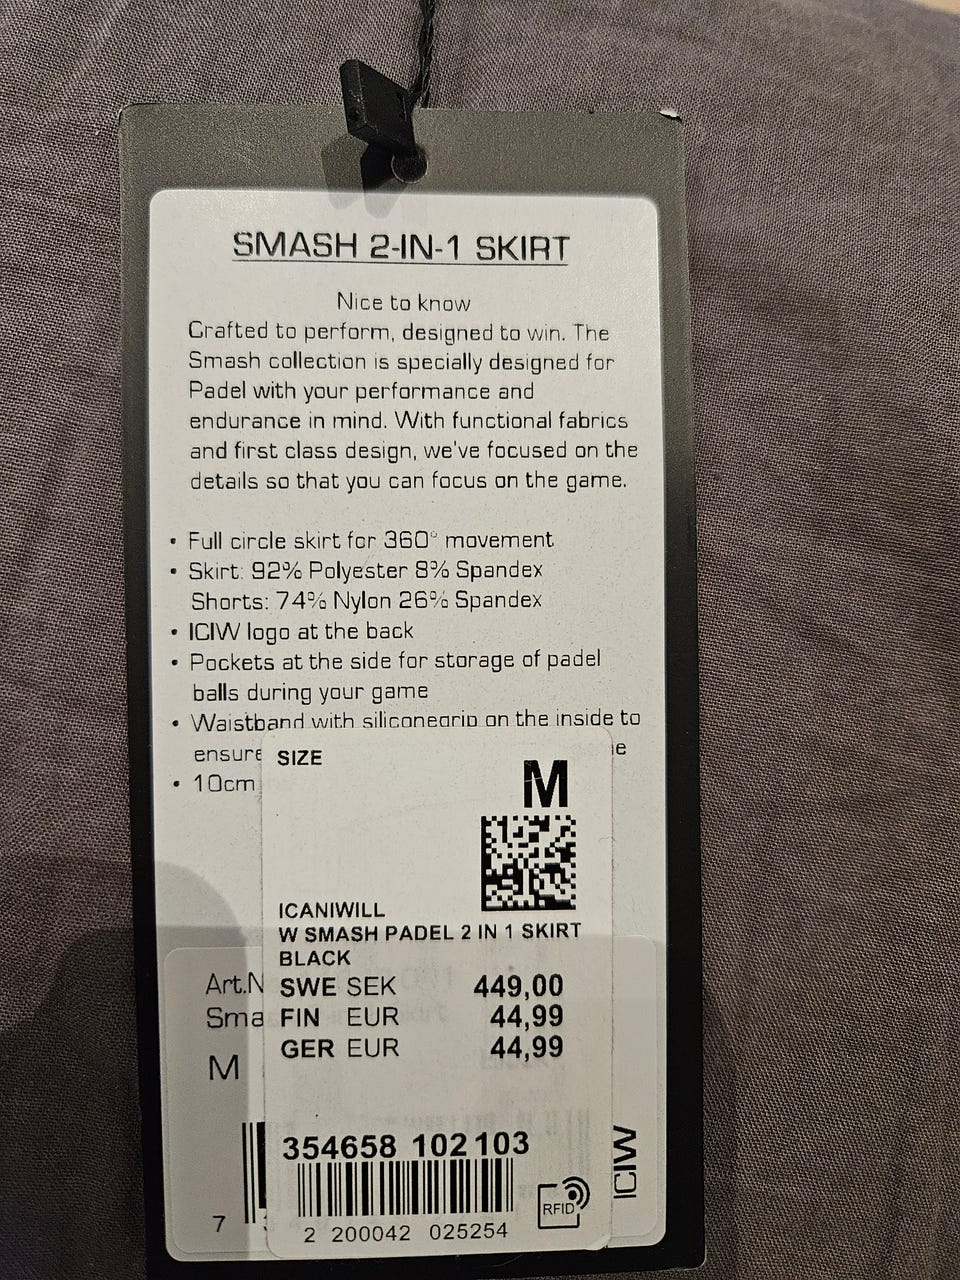 SMASH 2-IN-1 SKIRT
Nice to know
Crafted to perform, designed to win. The
Smash collection is specially designed for
Padel with your performance and
endurance in mind. With functional fabrics
and first class design, we've focused on the
details so that you can focus on the game.
• Full circle skirt for 360° movement
• Skirt: 92% Polyester 8% Spandex
Shorts: 74% Nylon 26% Spandex
• ICIW logo at the back
• Pockets at the side for storage of padel
balls during your game
• Waistband with siliconegrip on the inside to
ensure
• 10cm
SIZE
M
ICANIWILL
W SMASH PADEL 2 IN 1 SKIRT
BLACK
Art.N
SWE SEK 449,00
Sma
FIN EUR 44,99
GER EUR 44,99
M
354658 102103
ICIW
RFID
7
2 200042 025254